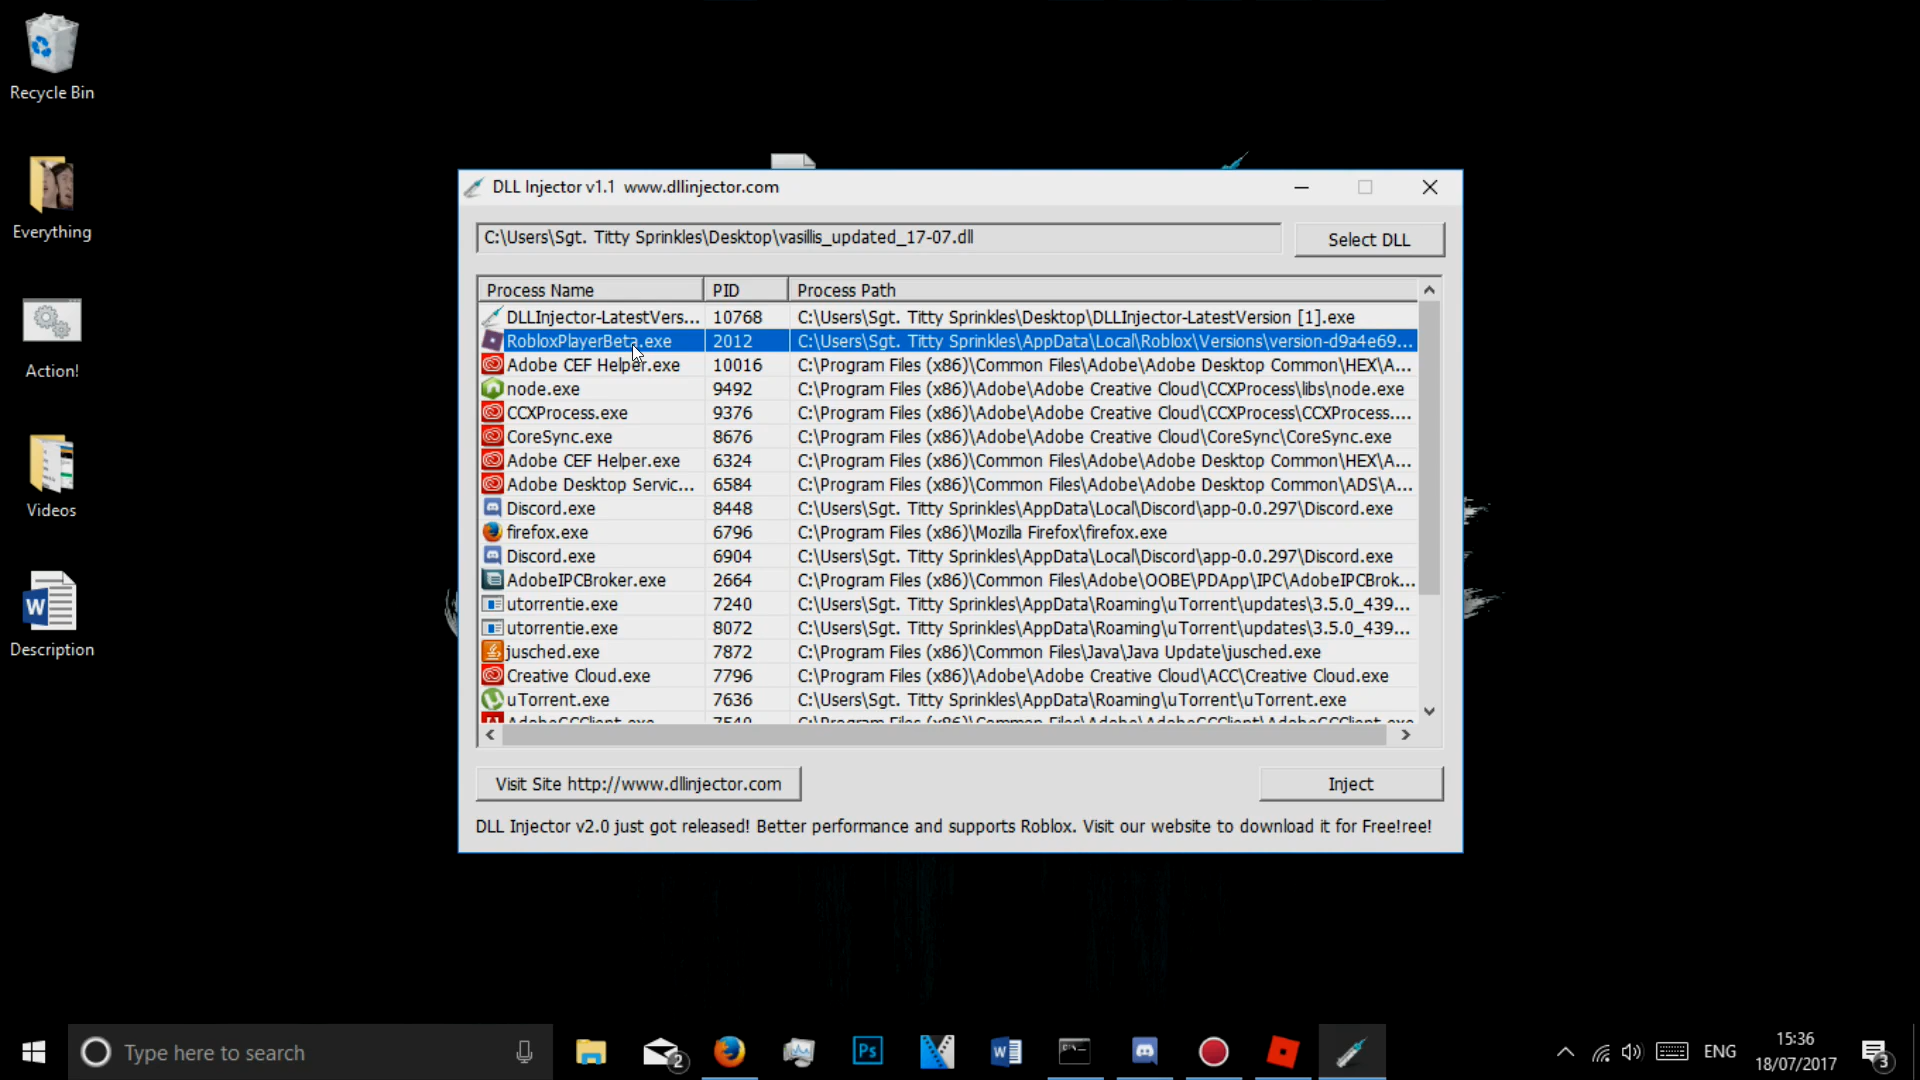 Recycle Bin
Everything
Action!
Videos
Description
DLL Injector v1.1 www.dllinjector.com
C:\Users\Sgt. Titty Sprinkles\Desktop\vasillis_updated_17-07.dll
Select DLL
Process Name PID Process Path
DLLInjector-LatestVers... 10768 C:\Users\Sgt. Titty Sprinkles\Desktop\DLLInjector-LatestVersion [1].exe
RobloxPlayerBeta.exe 2012 C:\Users\Sgt. Titty Sprinkles\AppData\Local\Roblox\Versions\version-d9a4e69...
Adobe CEF Helper.exe 10016 C:\Program Files (x86)\Common Files\Adobe\Adobe Desktop Common\HEX\A...
node.exe 9492 C:\Program Files (x86)\Adobe\Adobe Creative Cloud\CCXProcess\libs\node.exe
CCXProcess.exe 9376 C:\Program Files (x86)\Adobe\Adobe Creative Cloud\CCXProcess\CCXProcess....
CoreSync.exe 8676 C:\Program Files (x86)\Adobe\Adobe Creative Cloud\CoreSync\CoreSync.exe
Adobe CEF Helper.exe 6324 C:\Program Files (x86)\Common Files\Adobe\Adobe Desktop Common\HEX\A...
Adobe Desktop Servic... 6584 C:\Program Files (x86)\Common Files\Adobe\Adobe Desktop Common\ADS\A...
Discord.exe 8448 C:\Users\Sgt. Titty Sprinkles\AppData\Local\Discord\app-0.0.297\Discord.exe
firefox.exe 6796 C:\Program Files (x86)\Mozilla Firefox\firefox.exe
Discord.exe 6904 C:\Users\Sgt. Titty Sprinkles\AppData\Local\Discord\app-0.0.297\Discord.exe
AdobeIPCBroker.exe 2664 C:\Program Files (x86)\Common Files\Adobe\OOBE\PDApp\IPC\AdobeIPCBrok...
utorrentie.exe 7240 C:\Users\Sgt. Titty Sprinkles\AppData\Roaming\uTorrent\updates\3.5.0_439...
utorrentie.exe 8072 C:\Users\Sgt. Titty Sprinkles\AppData\Roaming\uTorrent\updates\3.5.0_439...
jusched.exe 7872 C:\Program Files (x86)\Common Files\Java\Java Update\jusched.exe
Creative Cloud.exe 7796 C:\Program Files (x86)\Adobe\Adobe Creative Cloud\ACC\Creative Cloud.exe
uTorrent.exe 7636 C:\Users\Sgt. Titty Sprinkles\AppData\Roaming\uTorrent\uTorrent.exe
AdobeGCClient.exe 7540 C:\Program Files (x86)\Common Files\Adobe\AdobeGCClient\AdobeGCClient.exe
Visit Site http://www.dllinjector.com
Inject
DLL Injector v2.0 just got released! Better performance and supports Roblox. Visit our website to download it for Free!ree!
Type here to search
2
Ps
W
ENG
15:36
18/07/2017
3